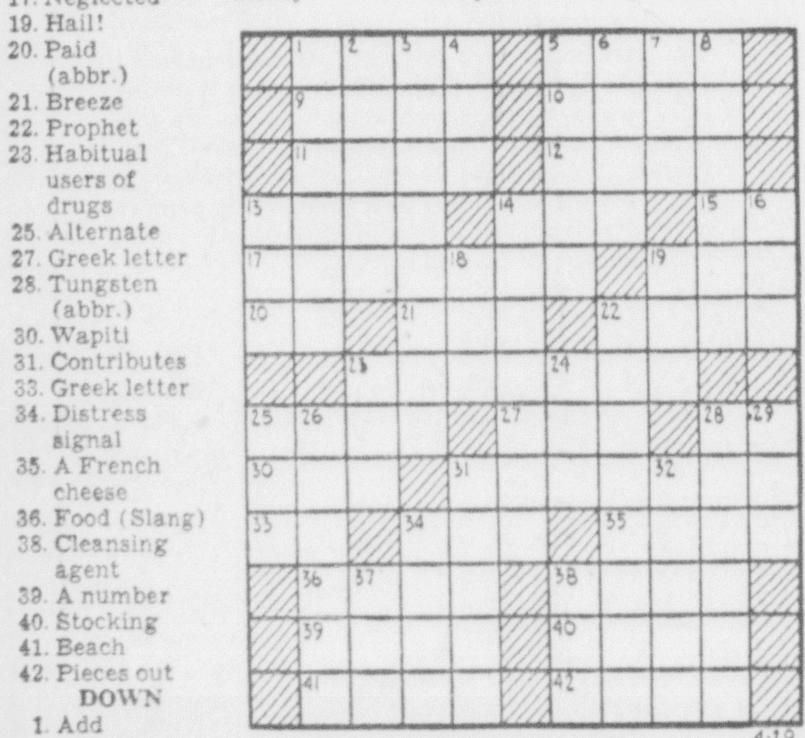 17. Neglected
19. Hail!
20. Paid
(abbr.)
21. Breeze
22. Prophet
23. Habitual
users of
drugs
25. Alternate
27. Greek letter
28. Tungsten
(abbr.)
30. Wapiti
31. Contributes
33. Greek letter
34. Distress
signal
35. A French
cheese
36. Food (Slang)
38. Cleansing
agent
39. A number
40. Stocking
41. Beach
42. Pieces out
DOWN
1. Add
1 2 3 4 5 6 7 8
9 10
11 12
13 14 15 16
17 18 19
20 21 22
23 24
25 26 27 28 29
30 31 32
33 34 35
36 37 38
39 40
41 42
4-19